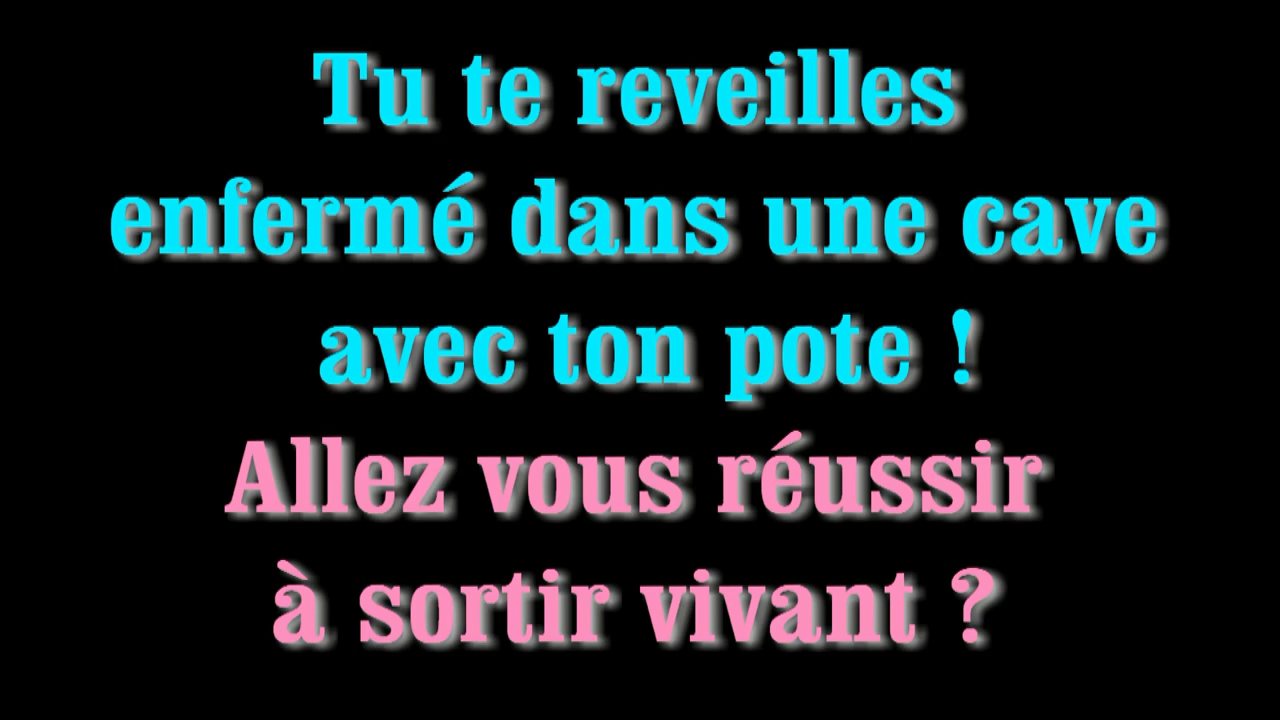 Tu te reveilles
enfermé dans une cave
avec ton pote !
Allez vous réussir
à sortir vivant ?